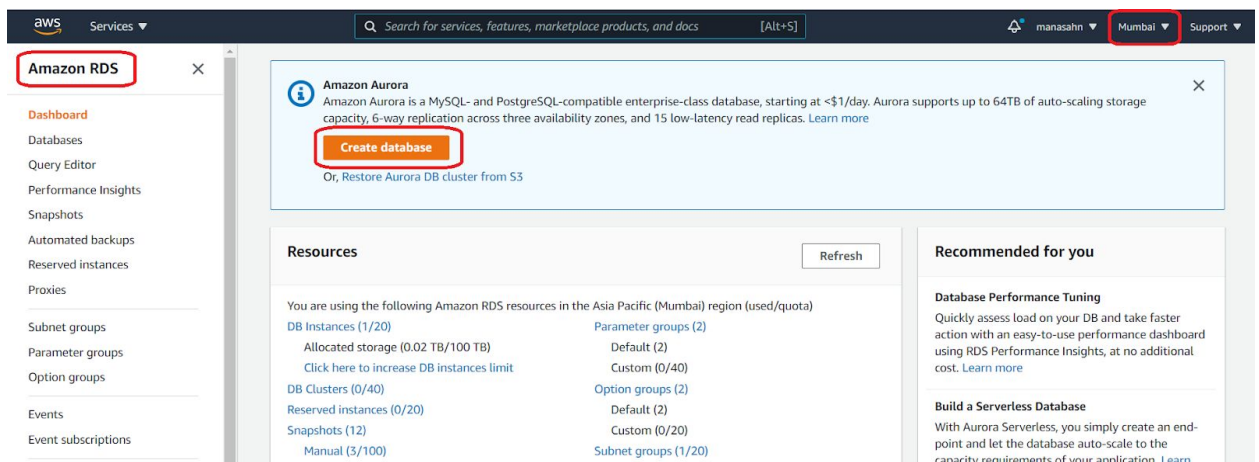 aws
Services ▼
Search for services, features, marketplace products, and docs [Alt+S]
manasahn ▼
Mumbai ▼
Support ▼
Amazon RDS
Dashboard
Databases
Query Editor
Performance Insights
Snapshots
Automated backups
Reserved instances
Proxies
Subnet groups
Parameter groups
Option groups
Events
Event subscriptions
Amazon Aurora
Amazon Aurora is a MySQL- and PostgreSQL-compatible enterprise-class database, starting at <$1/day. Aurora supports up to 64TB of auto-scaling storage
capacity, 6-way replication across three availability zones, and 15 low-latency read replicas. Learn more
Create database
Or, Restore Aurora DB cluster from S3
Resources
Refresh
You are using the following Amazon RDS resources in the Asia Pacific (Mumbai) region (used/quota)
DB Instances (1/20)
Allocated storage (0.02 TB/100 TB)
Click here to increase DB instances limit
DB Clusters (0/40)
Reserved instances (0/20)
Snapshots (12)
Manual (3/100)
Parameter groups (2)
Default (2)
Custom (0/40)
Option groups (2)
Default (2)
Custom (0/20)
Subnet groups (1/20)
Recommended for you
Database Performance Tuning
Quickly assess load on your DB and take faster
action with an easy-to-use performance dashboard
using RDS Performance Insights, at no additional
cost. Learn more
Build a Serverless Database
With Aurora Serverless, you simply create an end-
point and let the database auto-scale to the
capacity requirements of your application. Learn